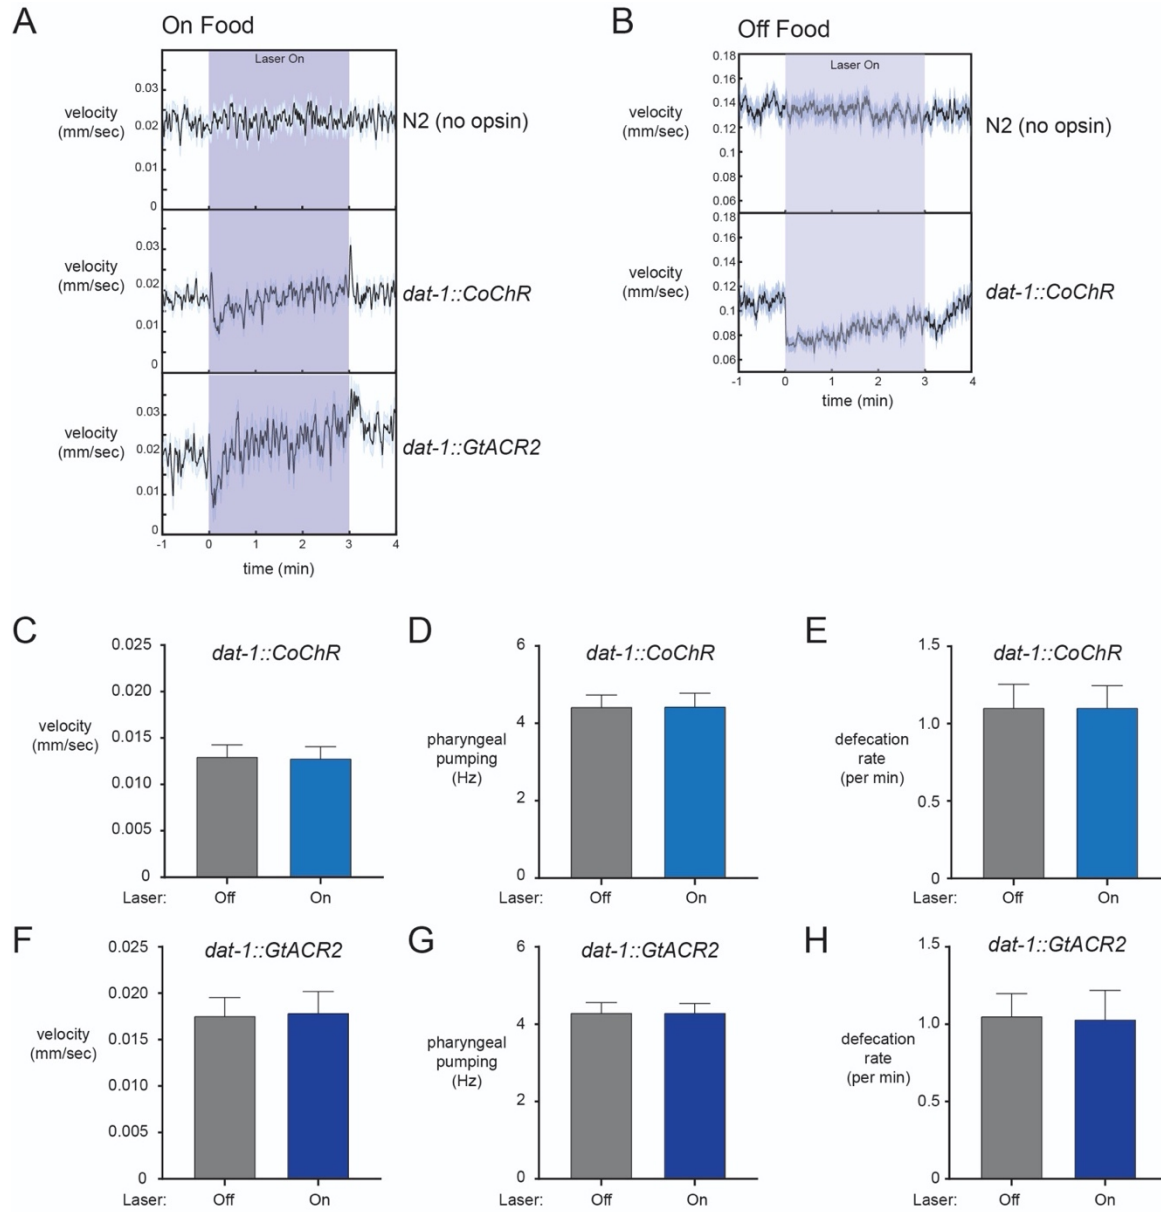 A
On Food
Laser On
velocity
(mm/sec)
0.03
0.02
0.01
0
N2 (no opsin)
velocity
(mm/sec)
0.03
0.02
0.01
0
dat-1::CoChR
velocity
(mm/sec)
0.03
0.02
0.01
0
dat-1::GtACR2
-1 0 1 2 3 4
time (min)
B
Off Food
Laser On
velocity
(mm/sec)
0.18
0.16
0.14
0.12
0.1
0.08
0.06
N2 (no opsin)
velocity
(mm/sec)
0.18
0.16
0.14
0.12
0.1
0.08
0.06
dat-1::CoChR
-1 0 1 2 3 4
time (min)
C
dat-1::CoChR
velocity
(mm/sec)
0.025
0.020
0.015
0.010
0.005
0
Laser: Off On
D
dat-1::CoChR
pharyngeal
pumping
(Hz)
6
4
2
0
Laser: Off On
E
dat-1::CoChR
defecation
rate
(per min)
1.5
1.0
0.5
0
Laser: Off On
F
dat-1::GtACR2
velocity
(mm/sec)
0.025
0.020
0.015
0.010
0.005
0
Laser: Off On
G
dat-1::GtACR2
pharyngeal
pumping
(Hz)
6
4
2
0
Laser: Off On
H
dat-1::GtACR2
defecation
rate
(per min)
1.5
1.0
0.5
0
Laser: Off On